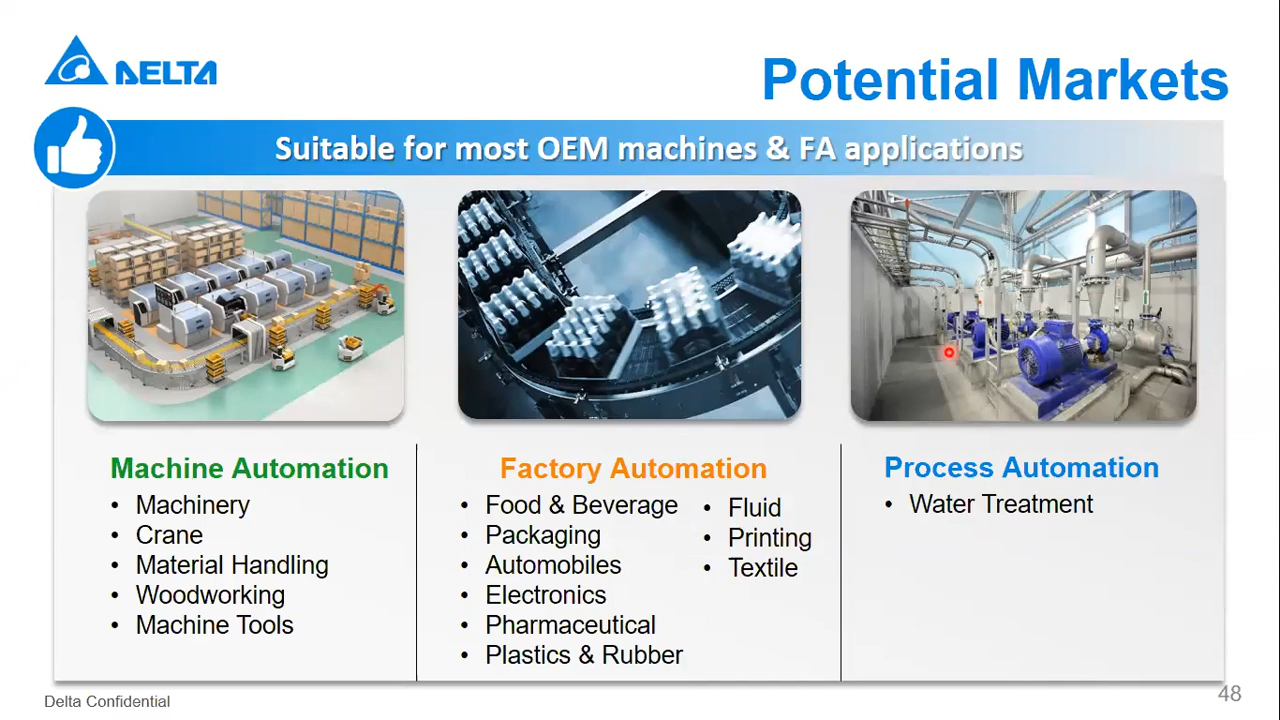 DELTA
Potential Markets
Suitable for most OEM machines & FA applications
Machine Automation
• Machinery
• Crane
• Material Handling
• Woodworking
• Machine Tools
Factory Automation
• Food & Beverage
• Packaging
• Automobiles
• Electronics
• Pharmaceutical
• Plastics & Rubber
• Fluid
• Printing
• Textile
Process Automation
• Water Treatment
Delta Confidential
48